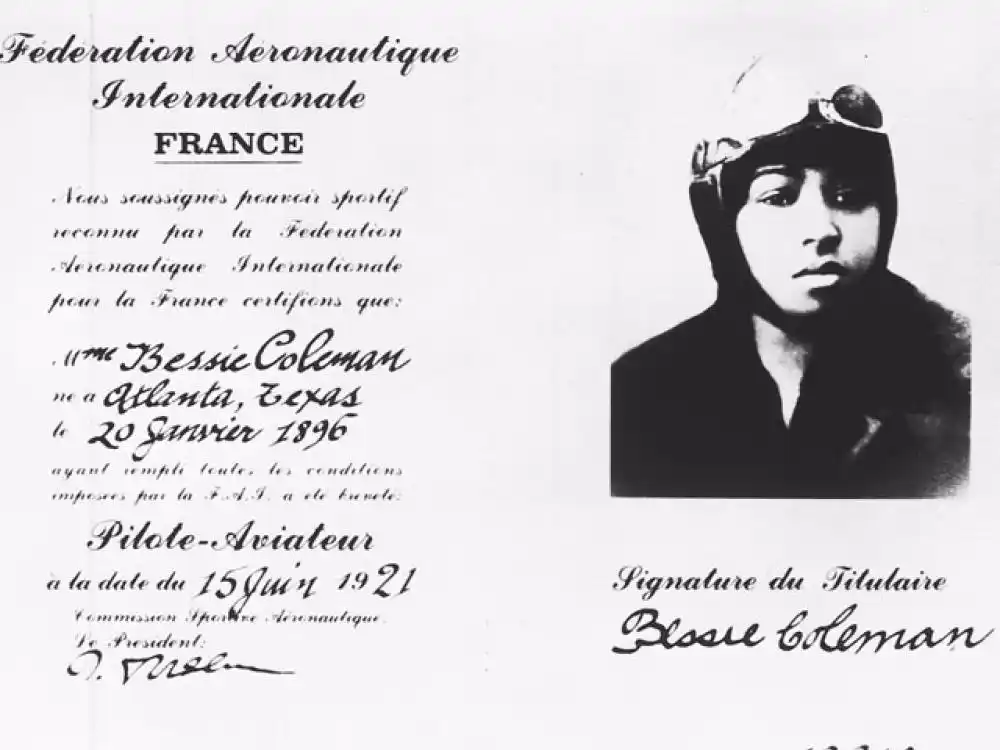 Fédération Aéronautique
Internationale
FRANCE
Nous soussignés pouvoir sportif
reconnu par la Fédération
Aéronautique Internationale
pour la France certifions que:
Mme Bessie Coleman
né à Atlanta, Texas
le 20 Janvier 1896
ayant rempli toutes les conditions
imposées par la F.A.I. a été breveté:
Pilote-Aviateur
à la date du 15 Juin 1921
Commission Sportive Aéronautique.
Le Président:
Signature du Titulaire
Bessie Coleman